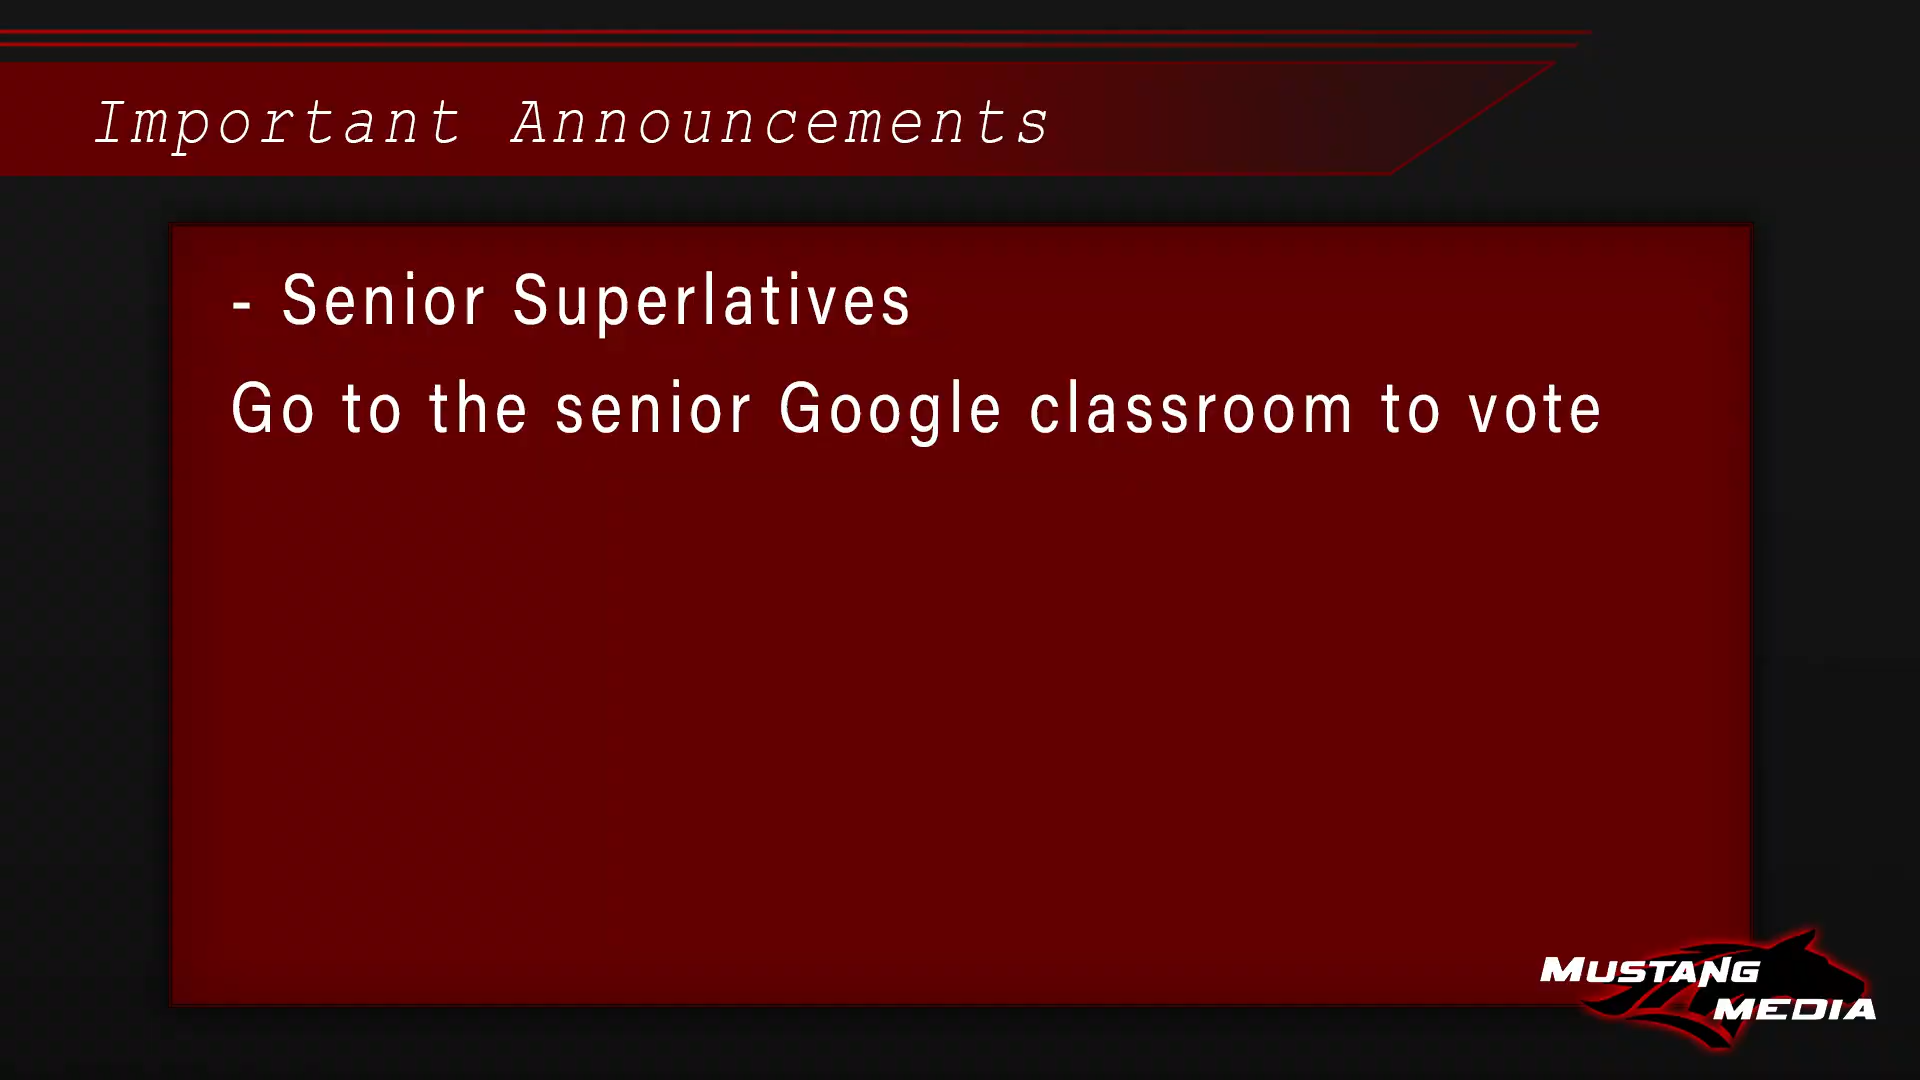 Important Announcements
- Senior Superlatives
Go to the senior Google classroom to vote
MUSTANG
MEDIA